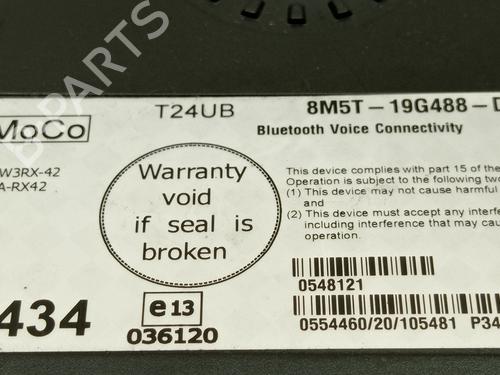 T24UB
8M5T-19G488-
MoCo
Bluetooth Voice Connectivity
W3RX-42
A-RX42
Warranty
void
if seal is
broken
This device complies with part 15 of the
Operation is subject to the following two
(1) This device may not cause harmful
and
(2) This device must accept any interfe
including interference that may cau
operation.
0548121
434
e13
036120
0554460/20/105481 P34
B-PARTS